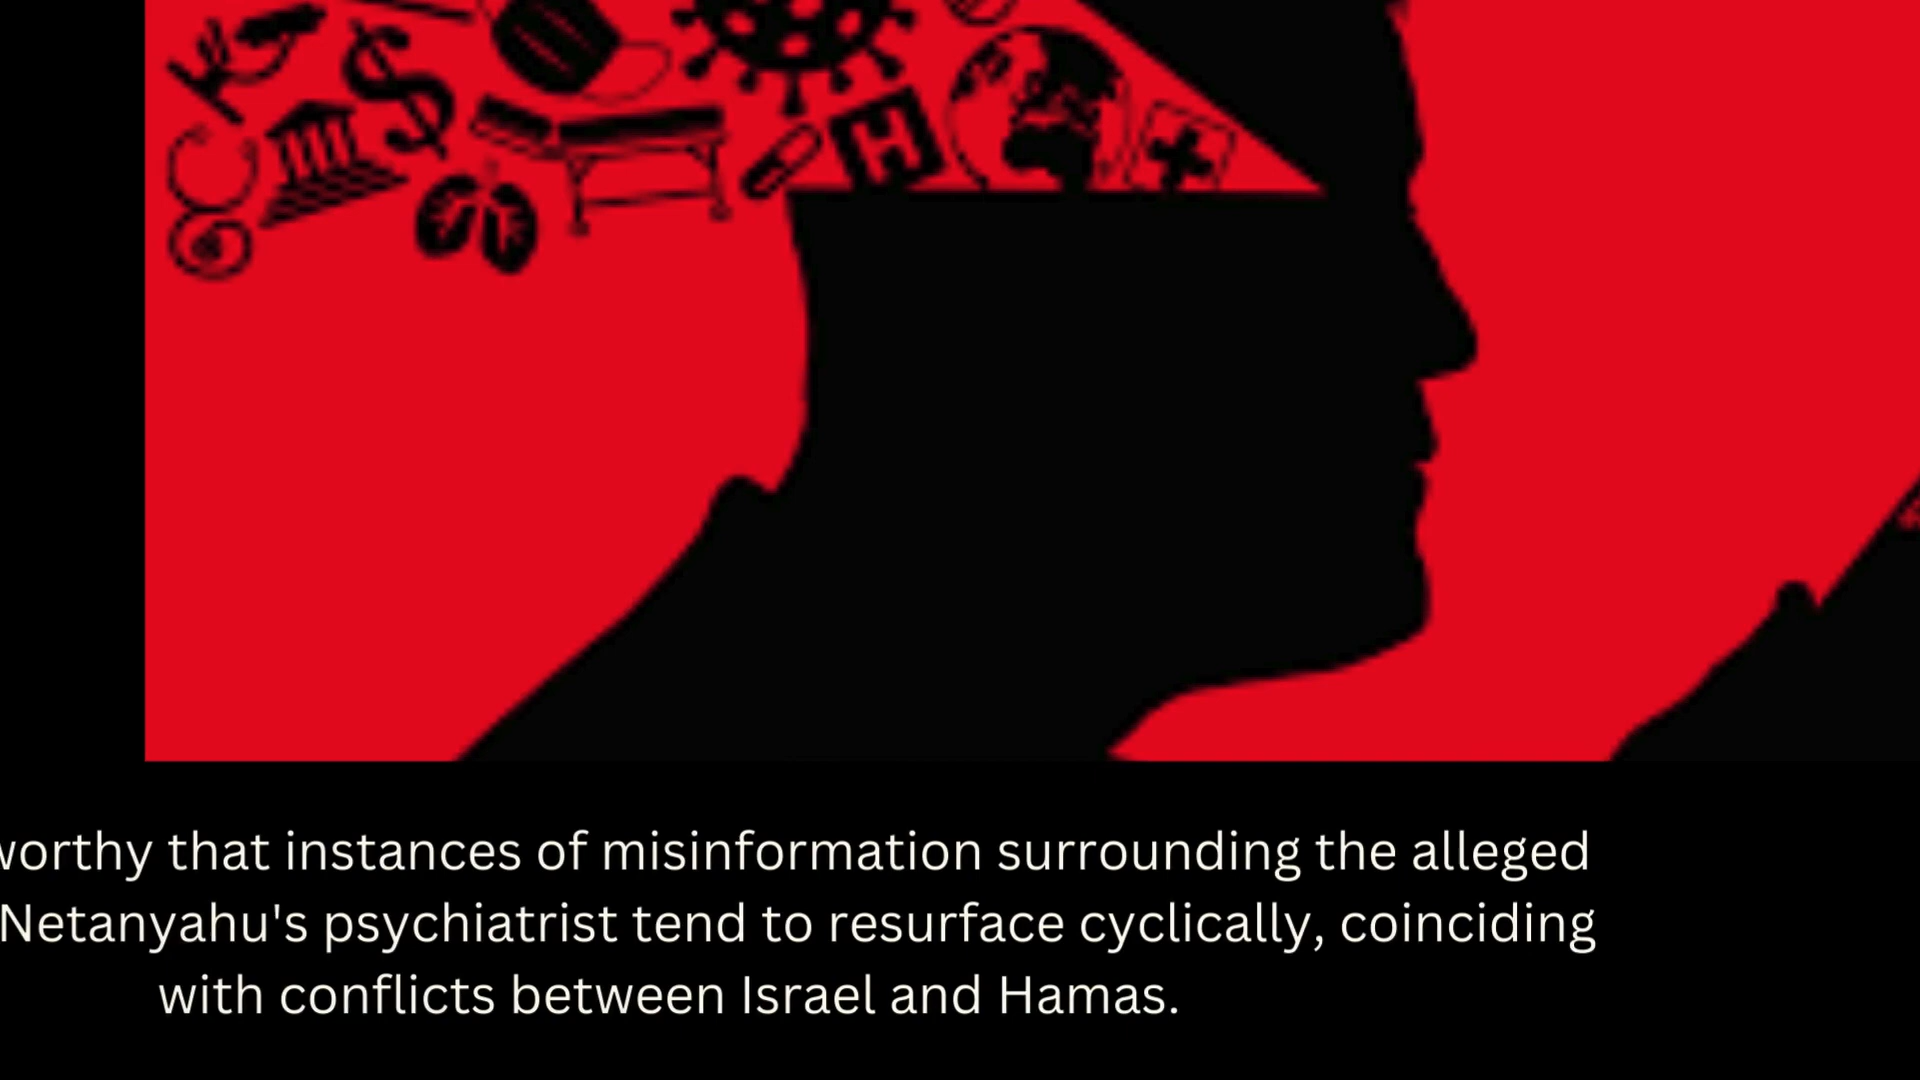 $
H
worthy that instances of misinformation surrounding the alleged
Netanyahu's psychiatrist tend to resurface cyclically, coinciding
with conflicts between Israel and Hamas.